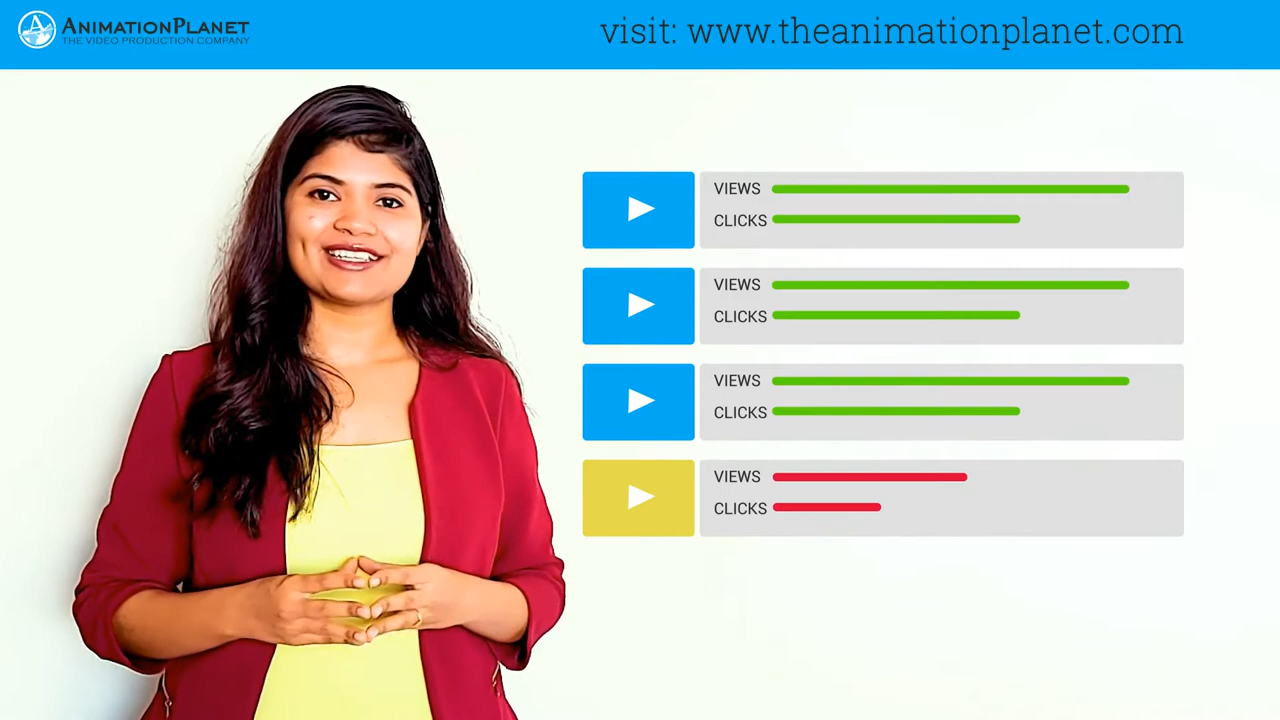 ANIMATIONPLANET
THE VIDEO PRODUCTION COMPANY
visit: www.theanimationplanet.com
VIEWS
CLICKS
VIEWS
CLICKS
VIEWS
CLICKS
VIEWS
CLICKS